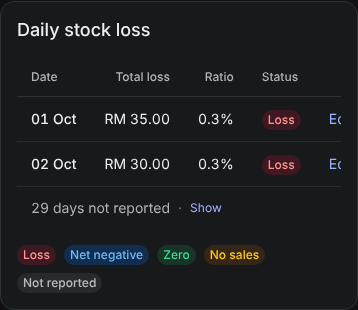 Daily stock loss
Date Total loss Ratio Status
01 Oct RM 35.00 0.3% Loss
02 Oct RM 30.00 0.3% Loss
29 days not reported · Show
Loss Net negative Zero No sales
Not reported